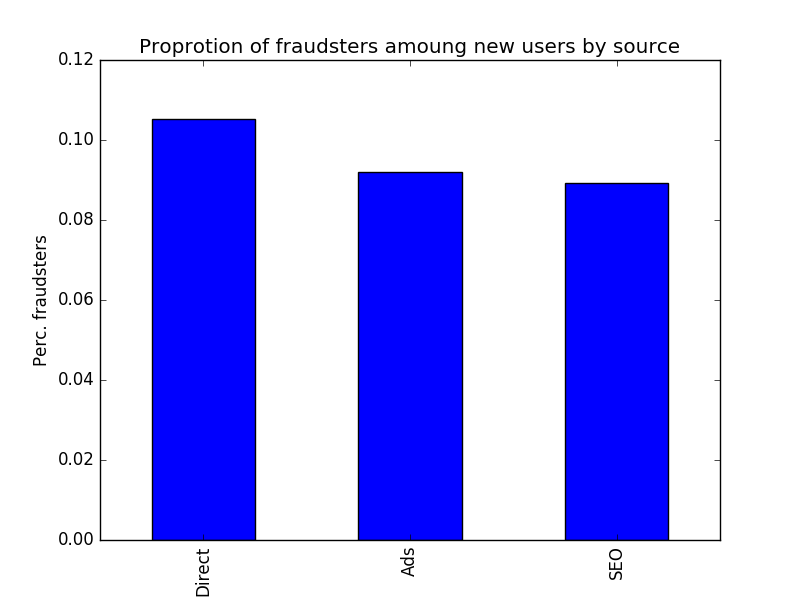 Proprotion of fraudsters amoung new users by source
0.12
0.10
0.08
0.06
0.04
0.02
0.00
Perc. fraudsters
Direct
Ads
SEO